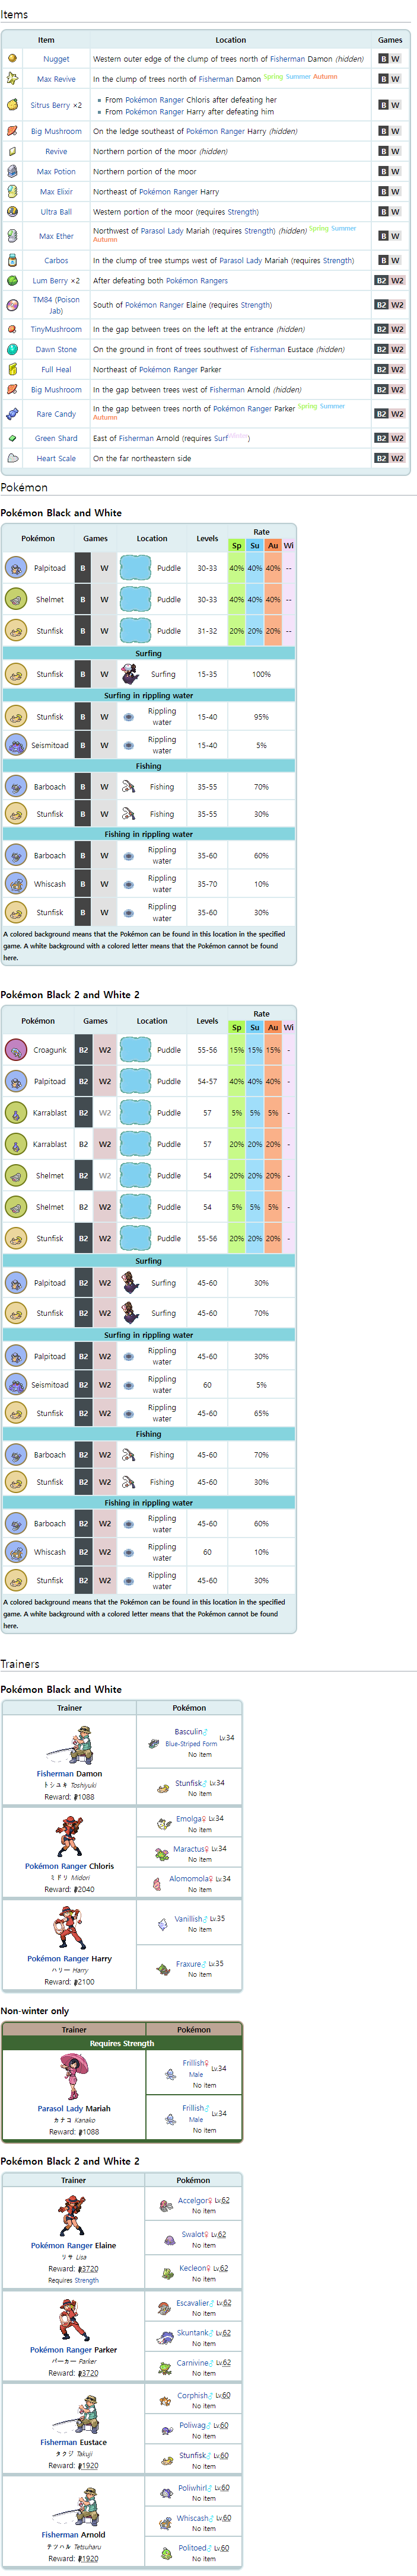 Items
Item Location Games
Nugget Western outer edge of the clump of trees north of Fisherman Damon (hidden) B W
Max Revive In the clump of trees north of Fisherman Damon Spring Summer Autumn B W
Sitrus Berry ×2
From Pokémon Ranger Chloris after defeating her
From Pokémon Ranger Harry after defeating him
B W
Big Mushroom On the ledge southeast of Pokémon Ranger Harry (hidden) B W
Revive Northern portion of the moor (hidden) B W
Max Potion Northern portion of the moor B W
Max Elixir Northeast of Pokémon Ranger Harry B W
Ultra Ball Western portion of the moor (requires Strength) B W
Max Ether Northwest of Parasol Lady Mariah (requires Strength) (hidden) Spring Summer
Autumn
B W
Carbos In the clump of tree stumps west of Parasol Lady Mariah (requires Strength) B W
Lum Berry ×2 After defeating both Pokémon Rangers B2 W2
TM84 (Poison
Jab)
South of Pokémon Ranger Elaine (requires Strength) B2 W2
TinyMushroom In the gap between trees on the left at the entrance (hidden) B2 W2
Dawn Stone On the ground in front of trees southwest of Fisherman Eustace (hidden) B2 W2
Full Heal Northeast of Pokémon Ranger Parker B2 W2
Big Mushroom In the gap between trees west of Fisherman Arnold (hidden) B2 W2
Rare Candy In the gap between trees north of Pokémon Ranger Parker Spring Summer
Autumn
B2 W2
Green Shard East of Fisherman Arnold (requires Surf Winter) B2 W2
Heart Scale On the far northeastern side B2 W2
Pokémon
Pokémon Black and White
Pokémon Games Location Levels Rate
Sp Su Au Wi
Palpitoad B W Puddle 30-33 40% 40% 40% --
Shelmet B W Puddle 30-33 40% 40% 40% --
Stunfisk B W Puddle 31-32 20% 20% 20% --
Surfing
Stunfisk B W Surfing 15-35 100%
Surfing in rippling water
Stunfisk B W Rippling water 15-40 95%
Seismitoad B W Rippling water 15-40 5%
Fishing
Barboach B W Fishing 35-55 70%
Stunfisk B W Fishing 35-55 30%
Fishing in rippling water
Barboach B W Rippling water 35-60 60%
Whiscash B W Rippling water 35-70 10%
Stunfisk B W Rippling water 35-60 30%
A colored background means that the Pokémon can be found in this location in the specified
game. A white background with a colored letter means that the Pokémon cannot be found
here.
Pokémon Black 2 and White 2
Pokémon Games Location Levels Rate
Sp Su Au Wi
Croagunk B2 W2 Puddle 55-56 15% 15% 15% -
Palpitoad B2 W2 Puddle 54-57 40% 40% 40% -
Karrablast B2 W2 Puddle 57 5% 5% 5% -
Karrablast B2 W2 Puddle 57 20% 20% 20% -
Shelmet B2 W2 Puddle 54 20% 20% 20% -
Shelmet B2 W2 Puddle 54 5% 5% 5% -
Stunfisk B2 W2 Puddle 55-56 20% 20% 20% -
Surfing
Palpitoad B2 W2 Surfing 45-60 30%
Stunfisk B2 W2 Surfing 45-60 70%
Surfing in rippling water
Palpitoad B2 W2 Rippling water 45-60 30%
Seismitoad B2 W2 Rippling water 60 5%
Stunfisk B2 W2 Rippling water 45-60 65%
Fishing
Barboach B2 W2 Fishing 45-60 70%
Stunfisk B2 W2 Fishing 45-60 30%
Fishing in rippling water
Barboach B2 W2 Rippling water 45-60 60%
Whiscash B2 W2 Rippling water 60 10%
Stunfisk B2 W2 Rippling water 45-60 30%
A colored background means that the Pokémon can be found in this location in the specified
game. A white background with a colored letter means that the Pokémon cannot be found
here.
Trainers
Pokémon Black and White
Trainer Pokémon
Fisherman Damon
トシユキ Toshiyuki
Reward: 1088
Basculin♂ Lv.34
Blue-Striped Form
No item
Stunfisk♂ Lv.34
No item
Pokémon Ranger Chloris
ミドリ Midori
Reward: 2040
Emolga♀ Lv.34
No item
Maractus♀ Lv.34
No item
Alomomola♀ Lv.34
No item
Pokémon Ranger Harry
ハリー Harry
Reward: 2100
Vanillish♂ Lv.35
No item
Fraxure♂ Lv.35
No item
Non-winter only
Trainer Pokémon
Requires Strength
Parasol Lady Mariah
カナコ Kanako
Reward: 1088
Frillish♀ Lv.34
Male
No item
Frillish♂ Lv.34
Male
No item
Pokémon Black 2 and White 2
Trainer Pokémon
Pokémon Ranger Elaine
リサ Lisa
Reward: 3720
Requires Strength
Accelgor♀ Lv.62
No item
Swalot♀ Lv.62
No item
Kecleon♀ Lv.62
No item
Pokémon Ranger Parker
パーカー Parker
Reward: 3720
Escavalier♂ Lv.62
No item
Skuntank♂ Lv.62
No item
Carnivine♂ Lv.62
No item
Fisherman Eustace
タクジ Takuji
Reward: 1920
Corphish♂ Lv.60
No item
Poliwag♂ Lv.60
No item
Stunfisk♂ Lv.60
No item
Fisherman Arnold
テツハル Tetsuharu
Reward: 1920
Poliwhirl♂ Lv.60
No item
Whiscash♂ Lv.60
No item
Politoed♂ Lv.60
No item